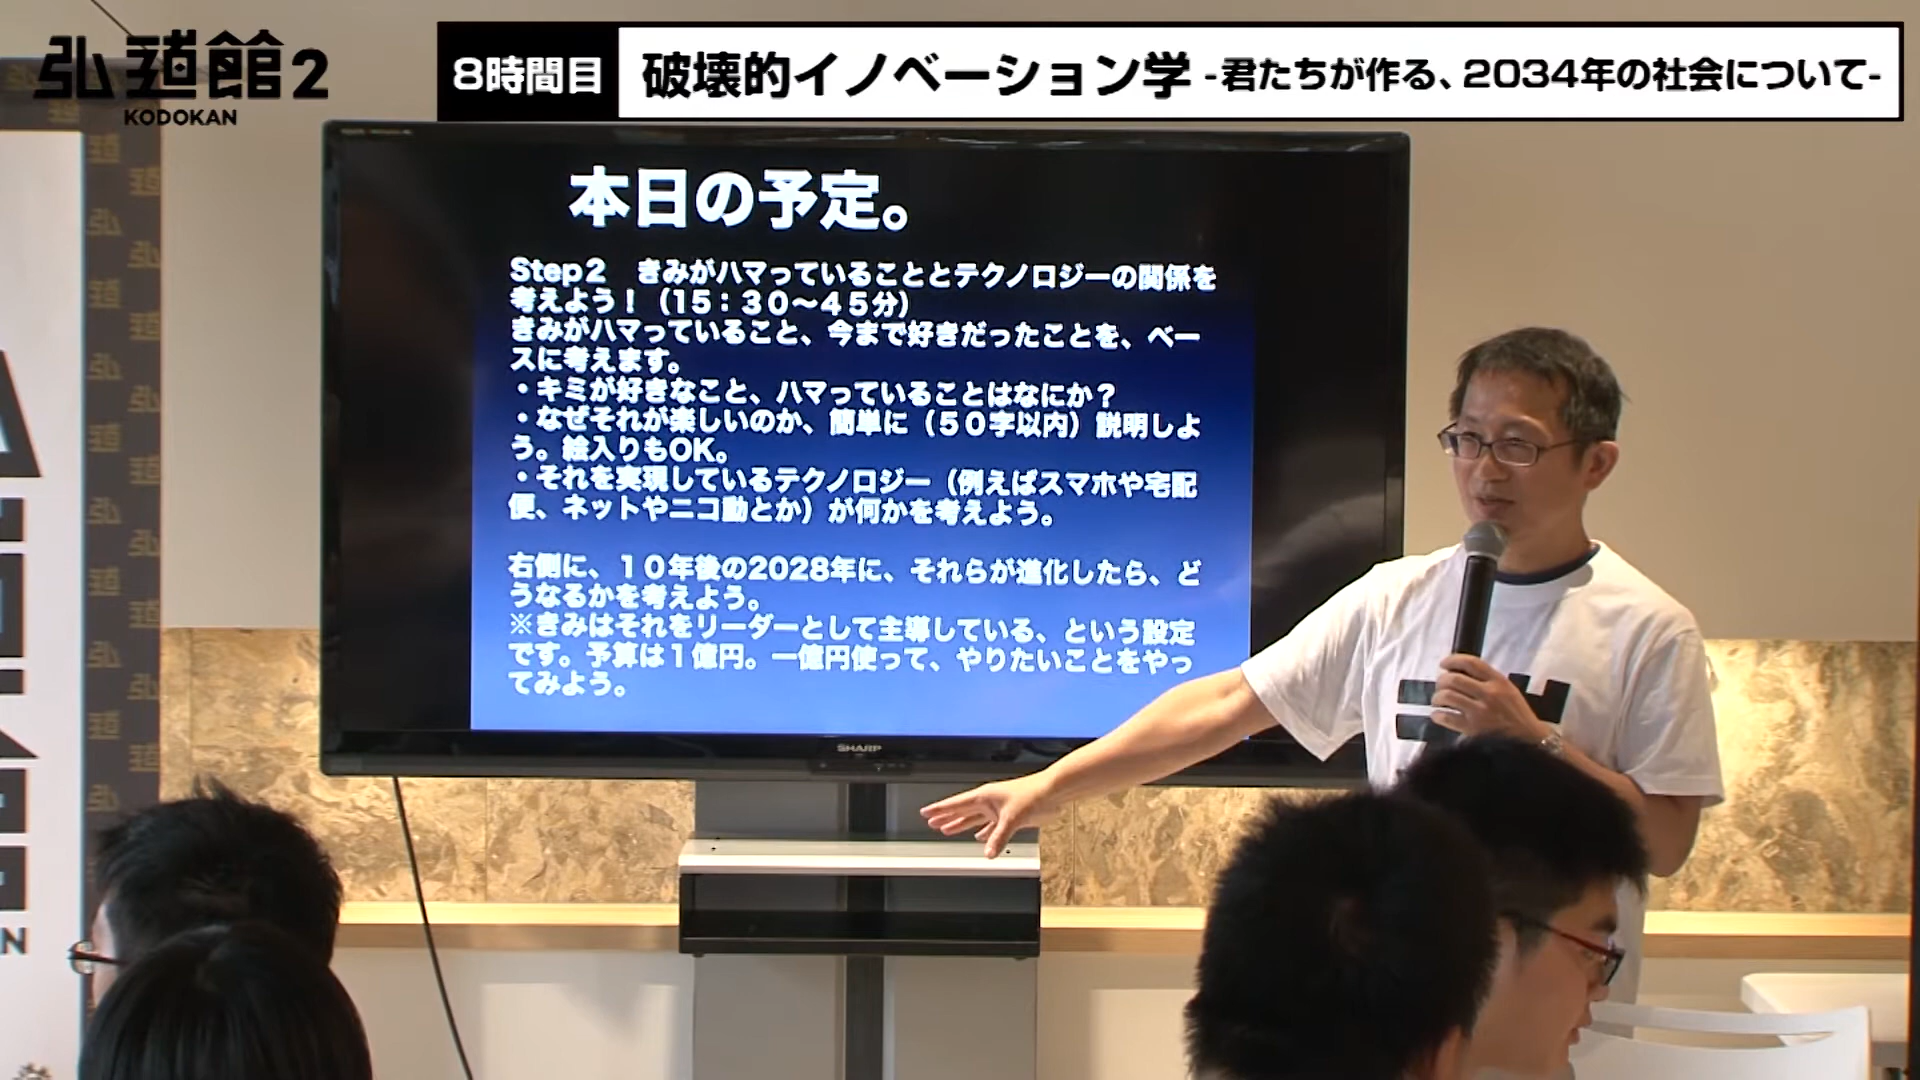 弘道館2
KODOKAN
8時間目
破壊的イノベーション学 -君たちが作る、2034年の社会について-
本日の予定。
Step2　きみがハマっていることとテクノロジーの関係を
考えよう！（15：３０〜４５分）
きみがハマっていること、今まで好きだったことを、ベー
スに考えます。
・キミが好きなこと、ハマっていることはなにか？
・なぜそれが楽しいのか、簡単に（５０字以内）説明しよ
う。絵入りもOK。
・それを実現しているテクノロジー（例えばスマホや宅配
便、ネットやニコ動とか）が何かを考えよう。
右側に、１０年後の2028年に、それらが進化したら、ど
うなるかを考えよう。
※きみはそれをリーダーとして主導している、という設定
です。予算は１億円。一億円使って、やりたいことをやっ
てみよう。
SHARP